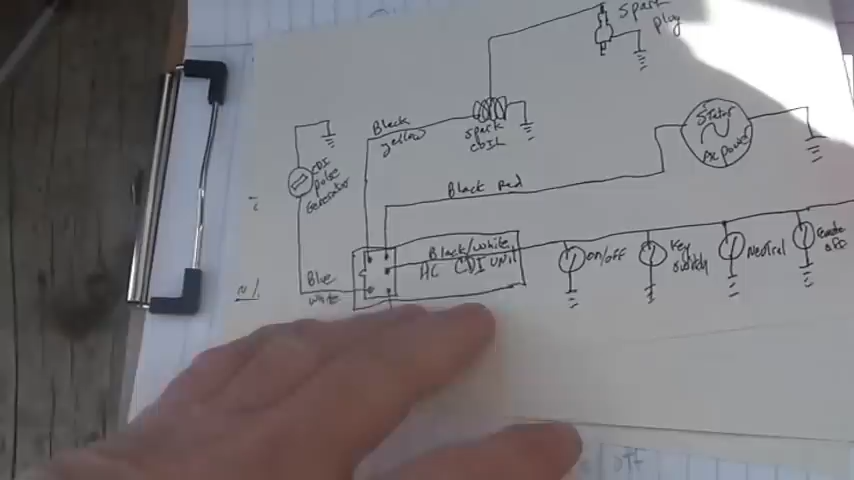 Spark
plug
Black
yellow
Spark
COIL
Stator
AC power
CDI
pulse
Generator
Black Red
Black/white
AC CDI UNIT
on/off
Key
switch
Neutral
Blue
white
off